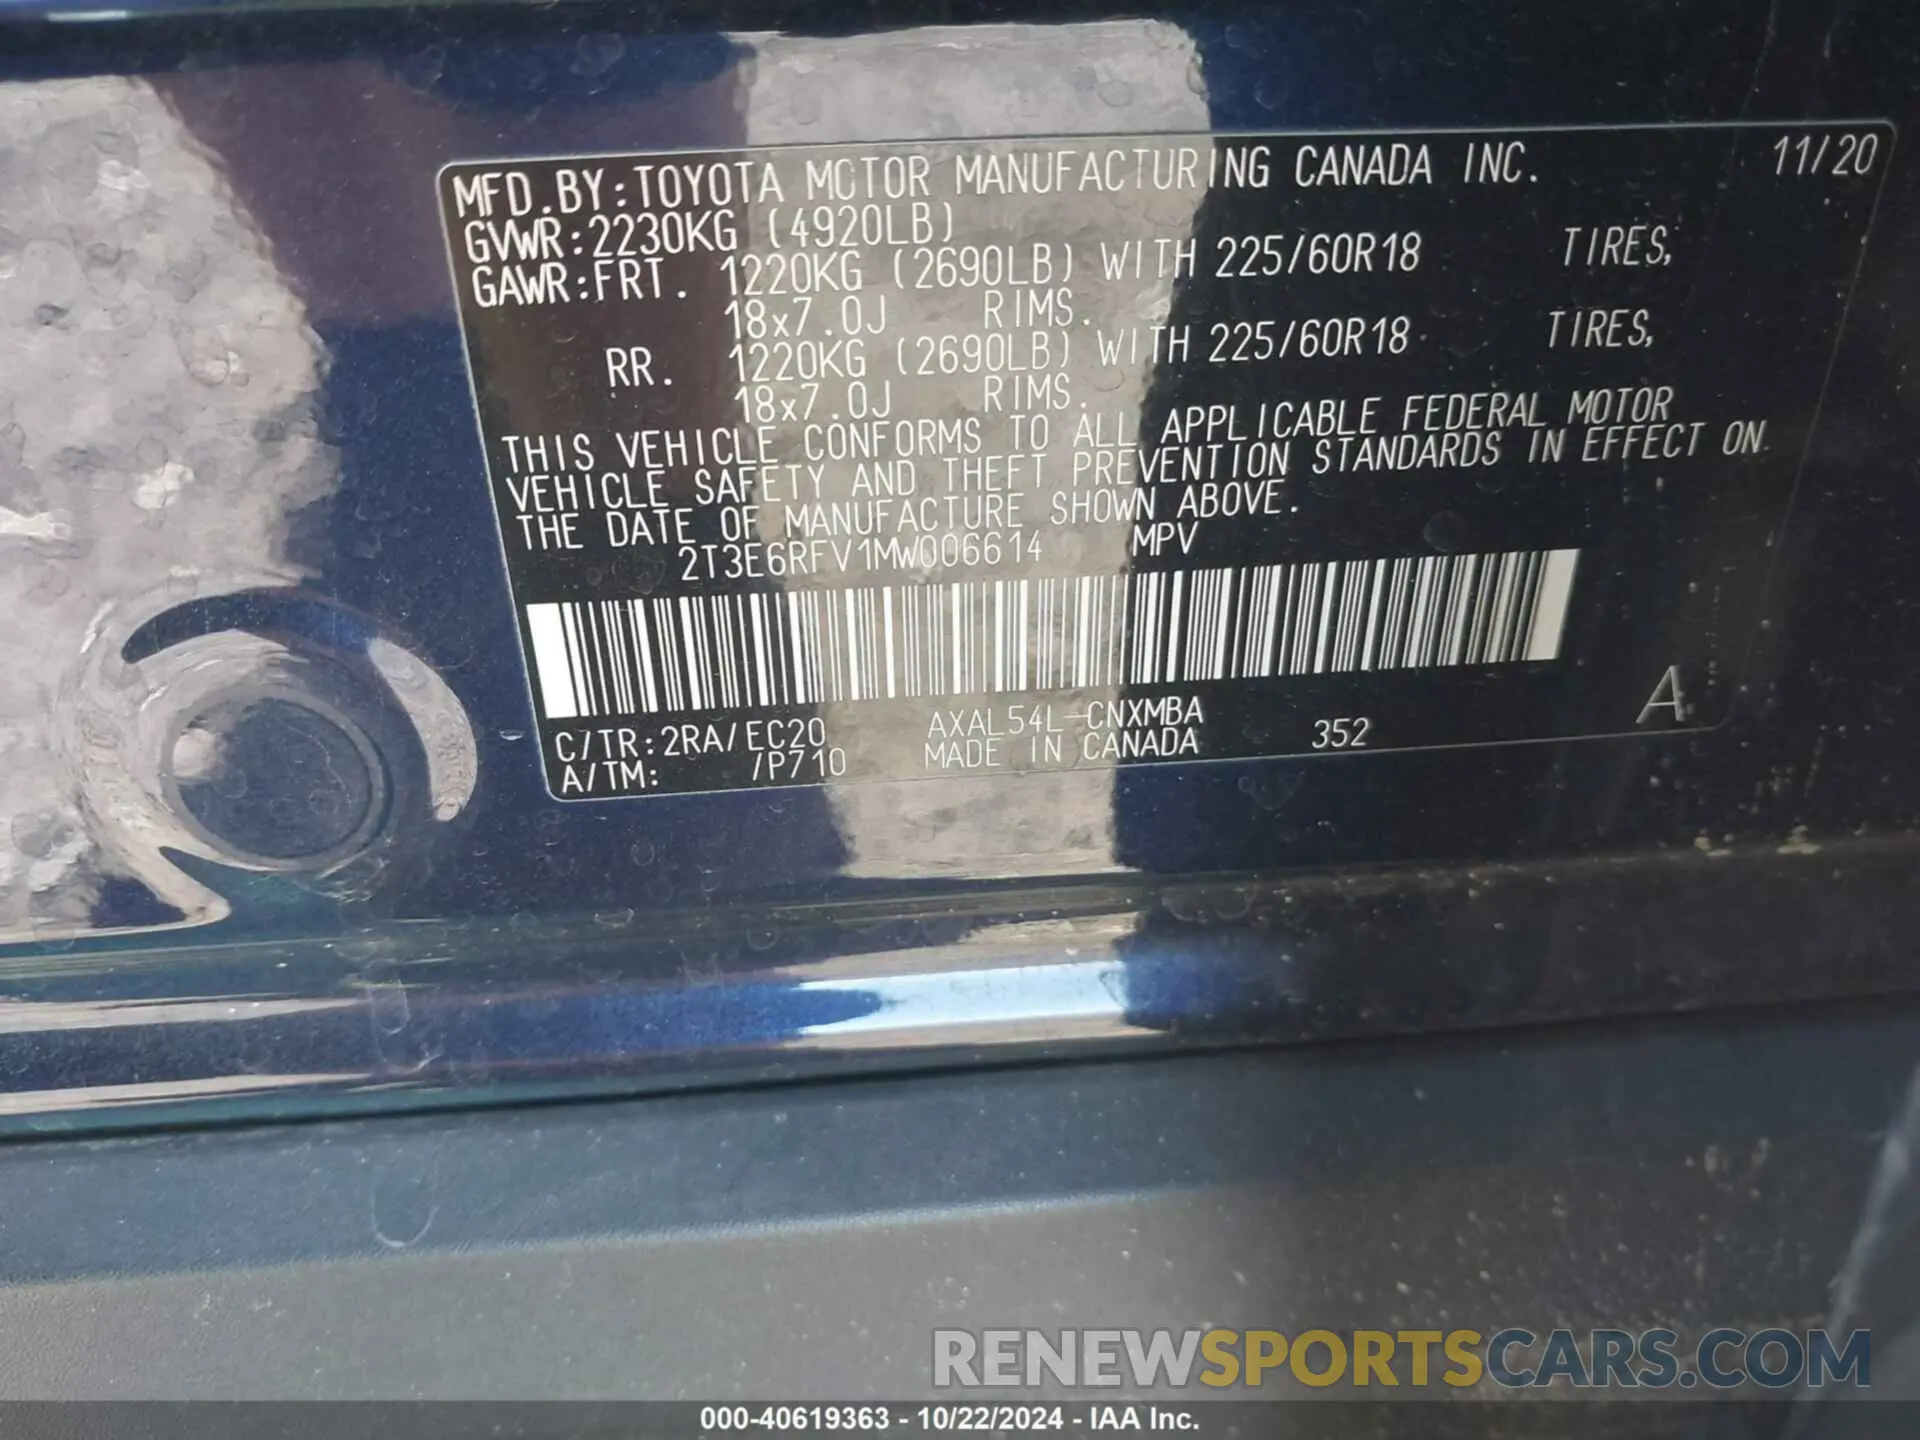 MFD.BY:TOYOTA MOTOR MANUFACTURING CANADA INC. 11/20
GVWR:2230KG (4920LB)
GAWR:FRT. 1220KG (2690LB) WITH 225/60R18 TIRES,
18x7.0J RIMS.
RR. 1220KG (2690LB) WITH 225/60R18 TIRES,
18x7.0J RIMS.
THIS VEHICLE CONFORMS TO ALL APPLICABLE FEDERAL MOTOR
VEHICLE SAFETY AND THEFT PREVENTION STANDARDS IN EFFECT ON
THE DATE OF MANUFACTURE SHOWN ABOVE.
2T3E6RFV1MW006614 MPV
C/TR:2RA/EC20 AXAL54L-CNXMBA
A/TM: /P710 MADE IN CANADA 352 A
RENEWSPORTSCARS.COM
000-40619363 - 10/22/2024 - IAA Inc.